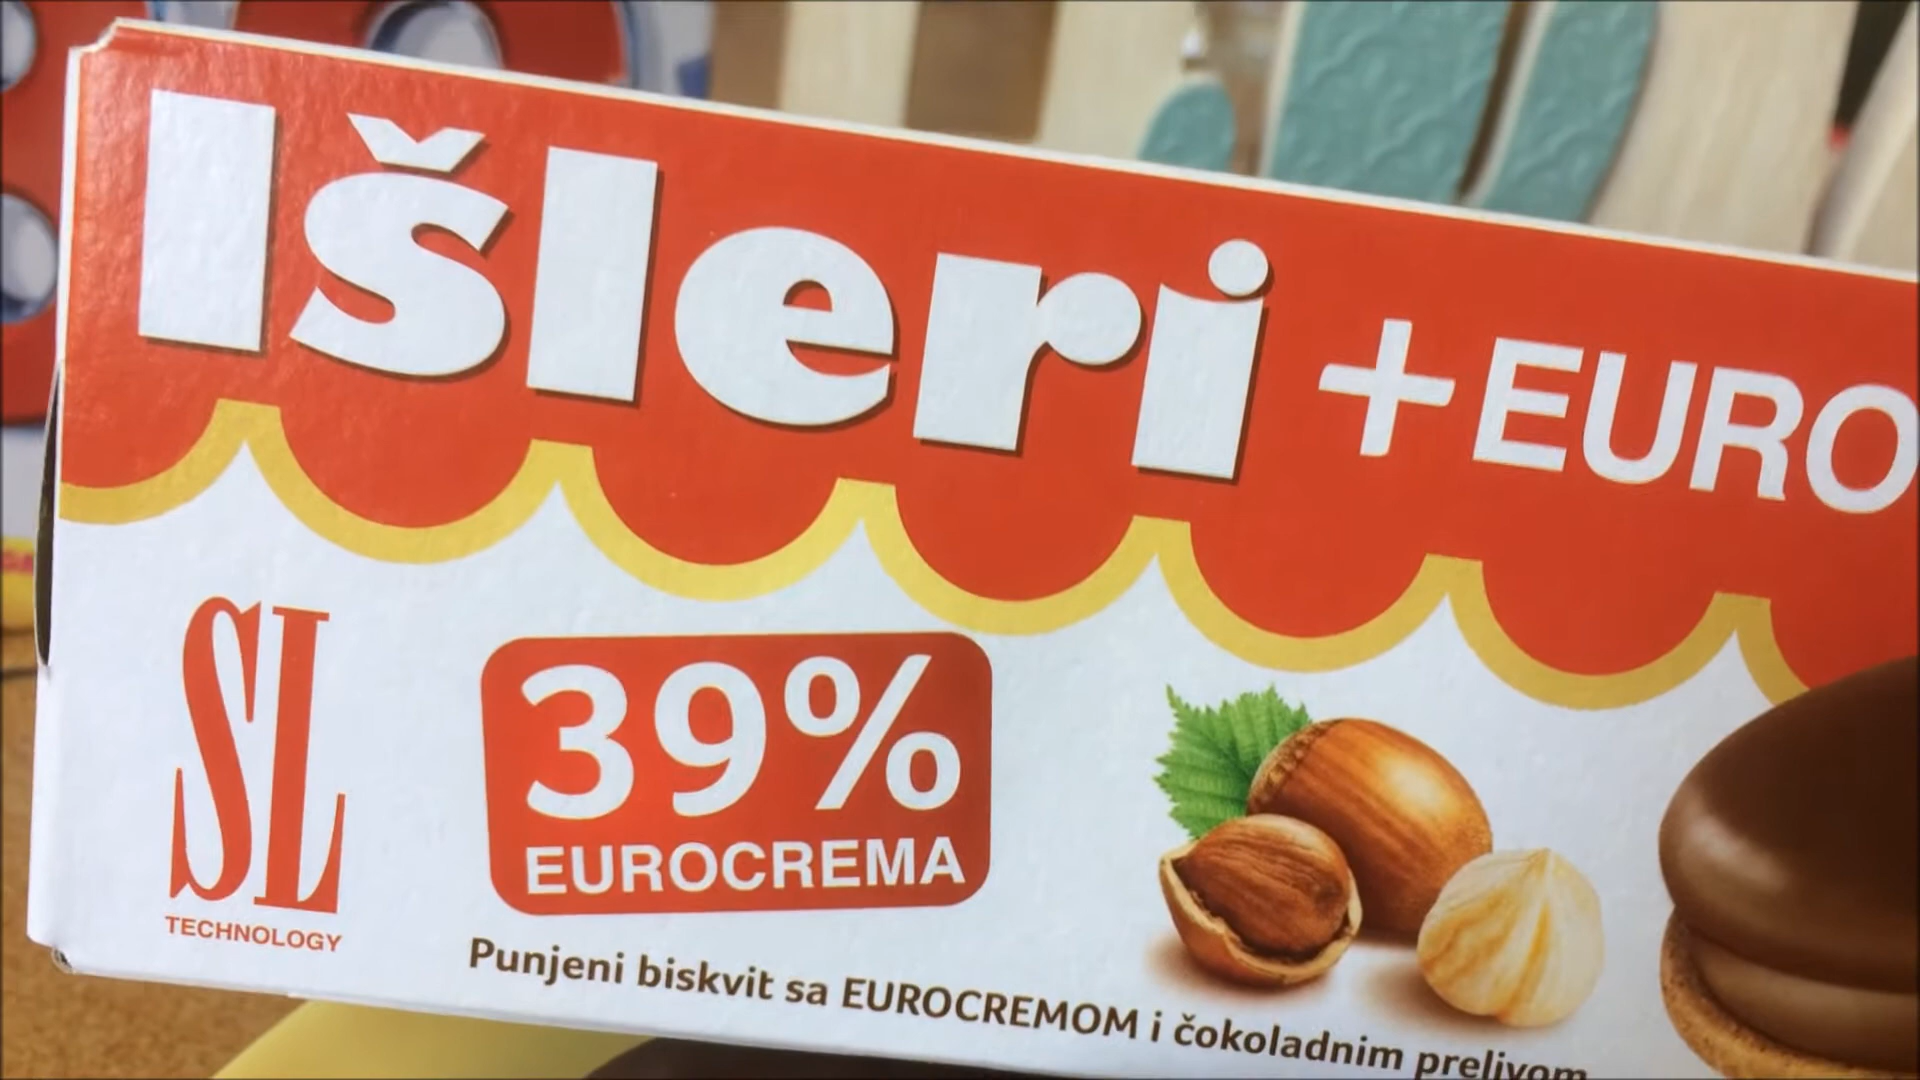 Išleri + EURO
SL
TECHNOLOGY
39%
EUROCREMA
Punjeni biskvit sa EUROCREMOM i čokoladnim prelivom